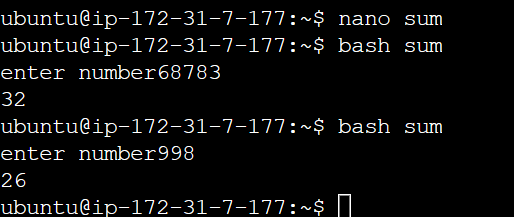 ubuntu@ip-172-31-7-177:~$ nano sum
ubuntu@ip-172-31-7-177:~$ bash sum
enter number68783
32
ubuntu@ip-172-31-7-177:~$ bash sum
enter number998
26
ubuntu@ip-172-31-7-177:~$